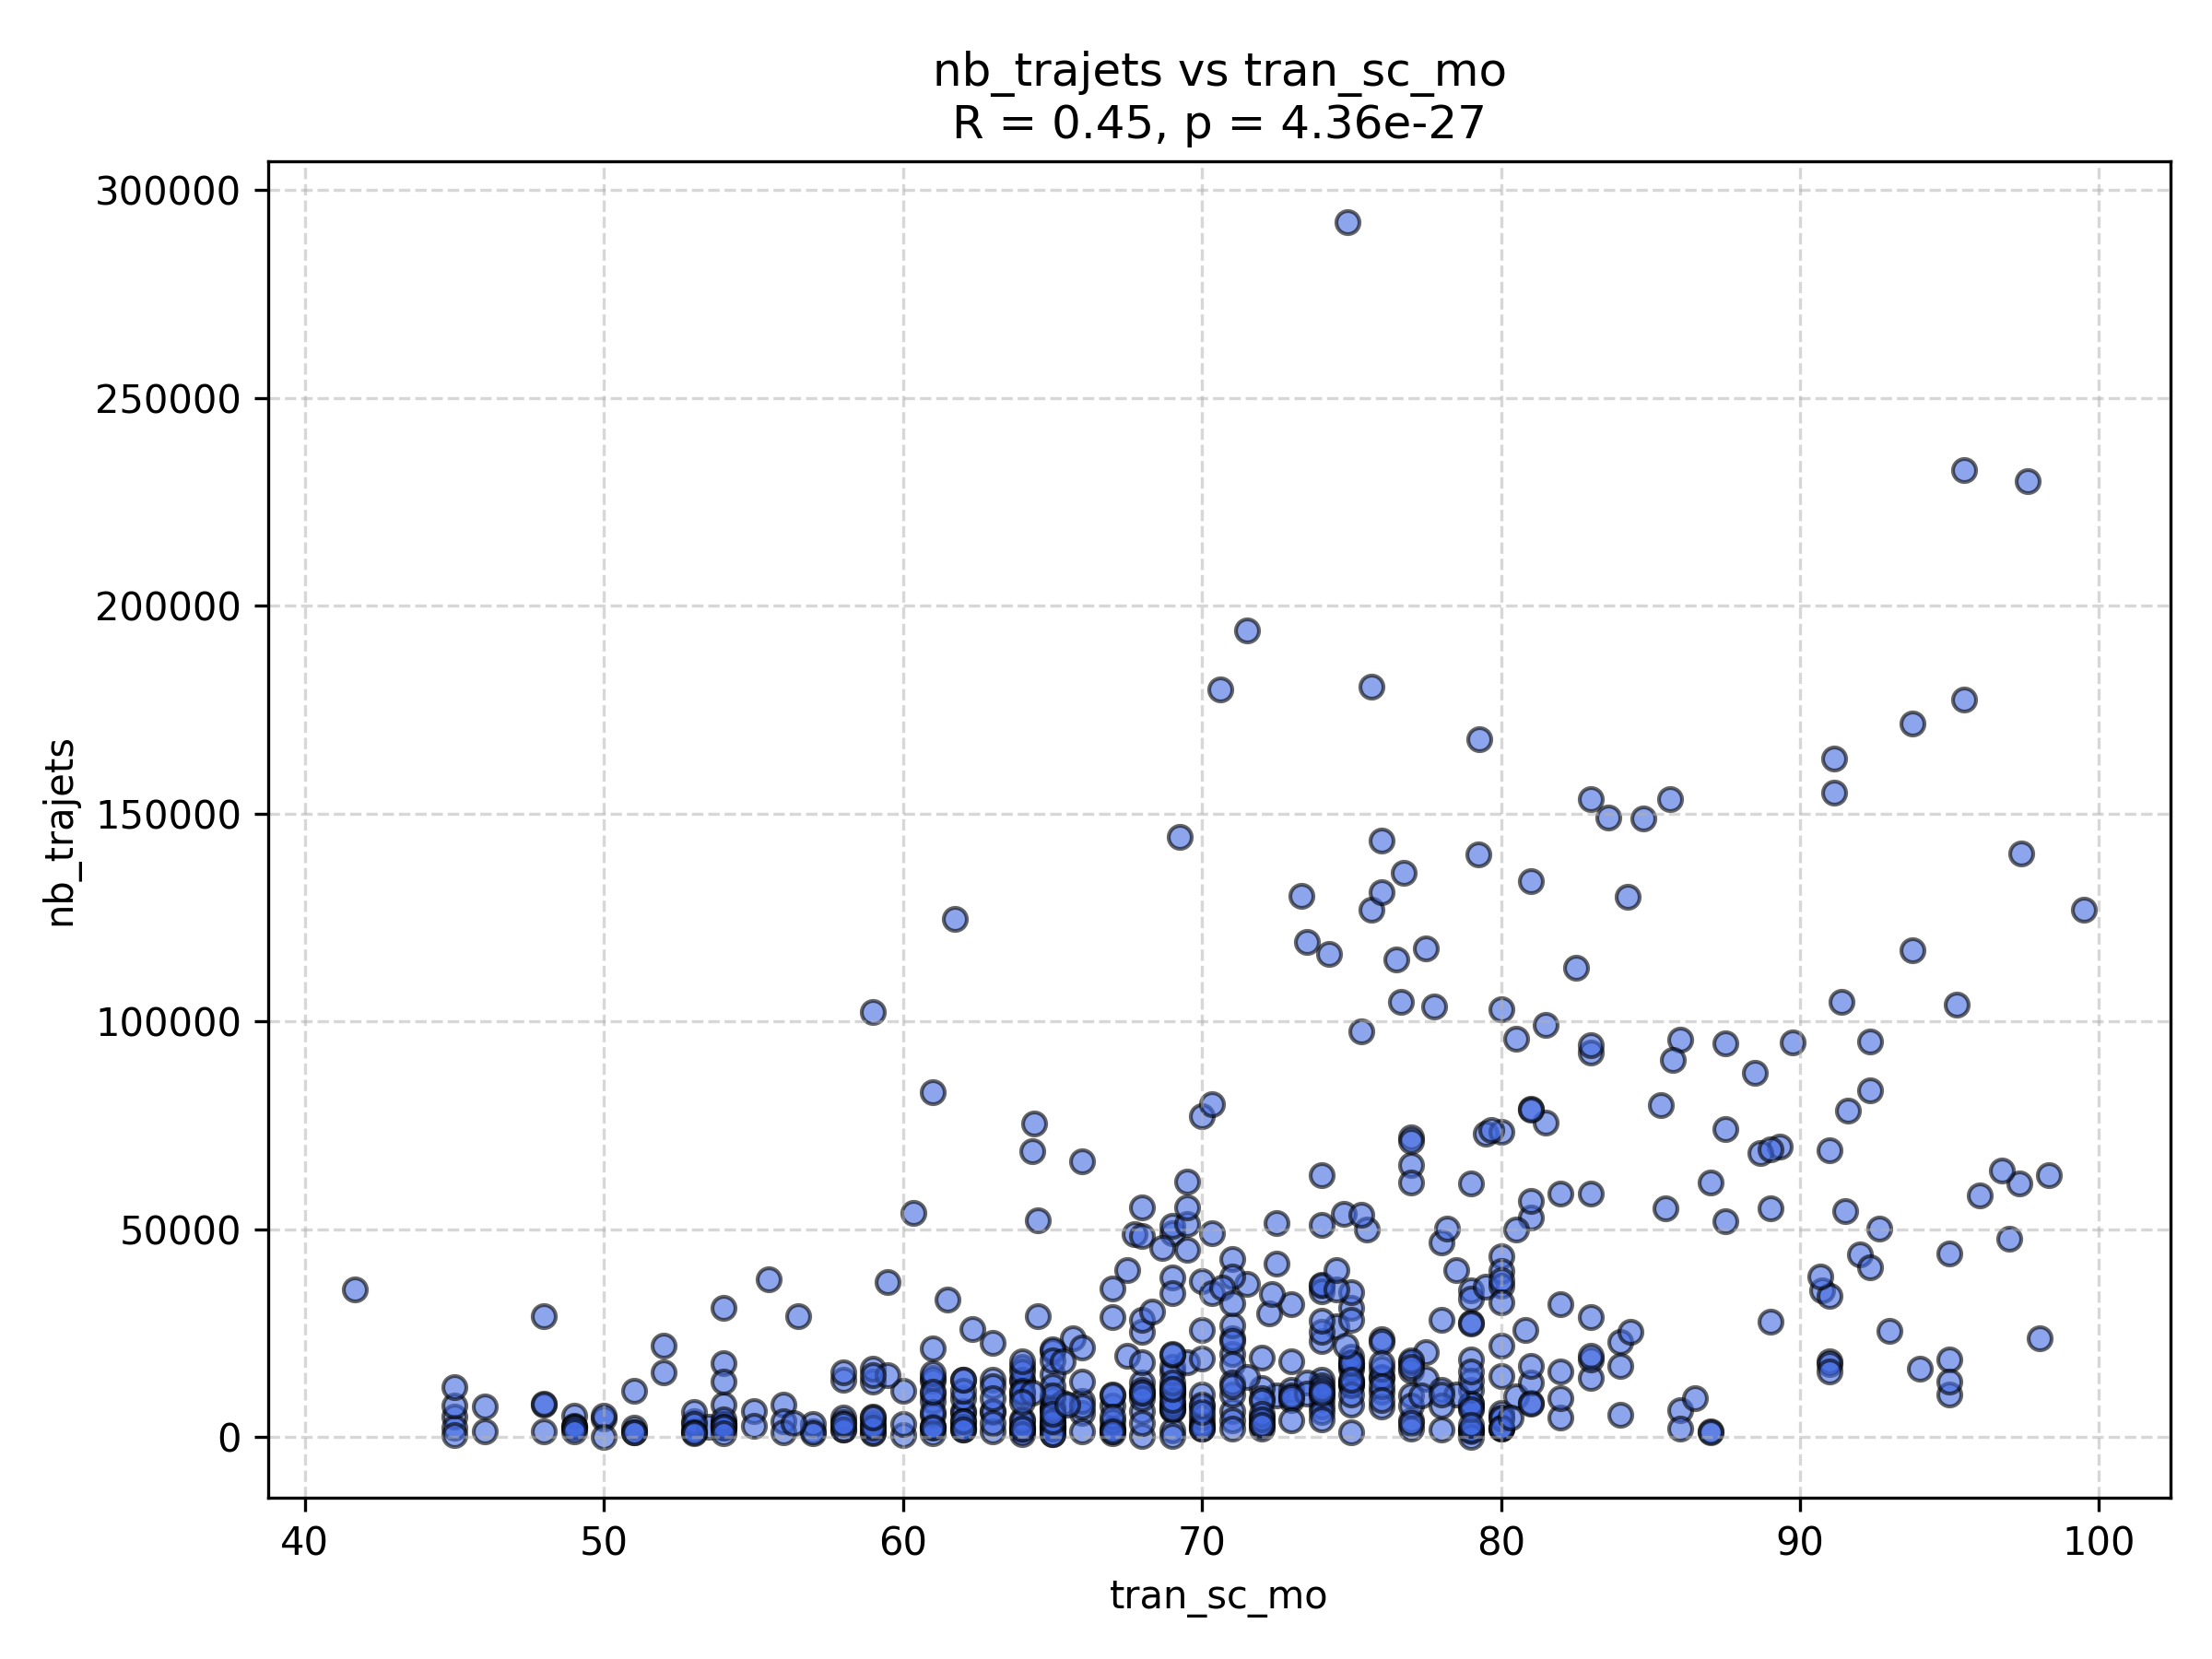 nb_trajets vs tran_sc_mo
R = 0.45, p = 4.36e-27
300000
250000
200000
150000
100000
50000
0
nb_trajets
40 50 60 70 80 90 100
tran_sc_mo